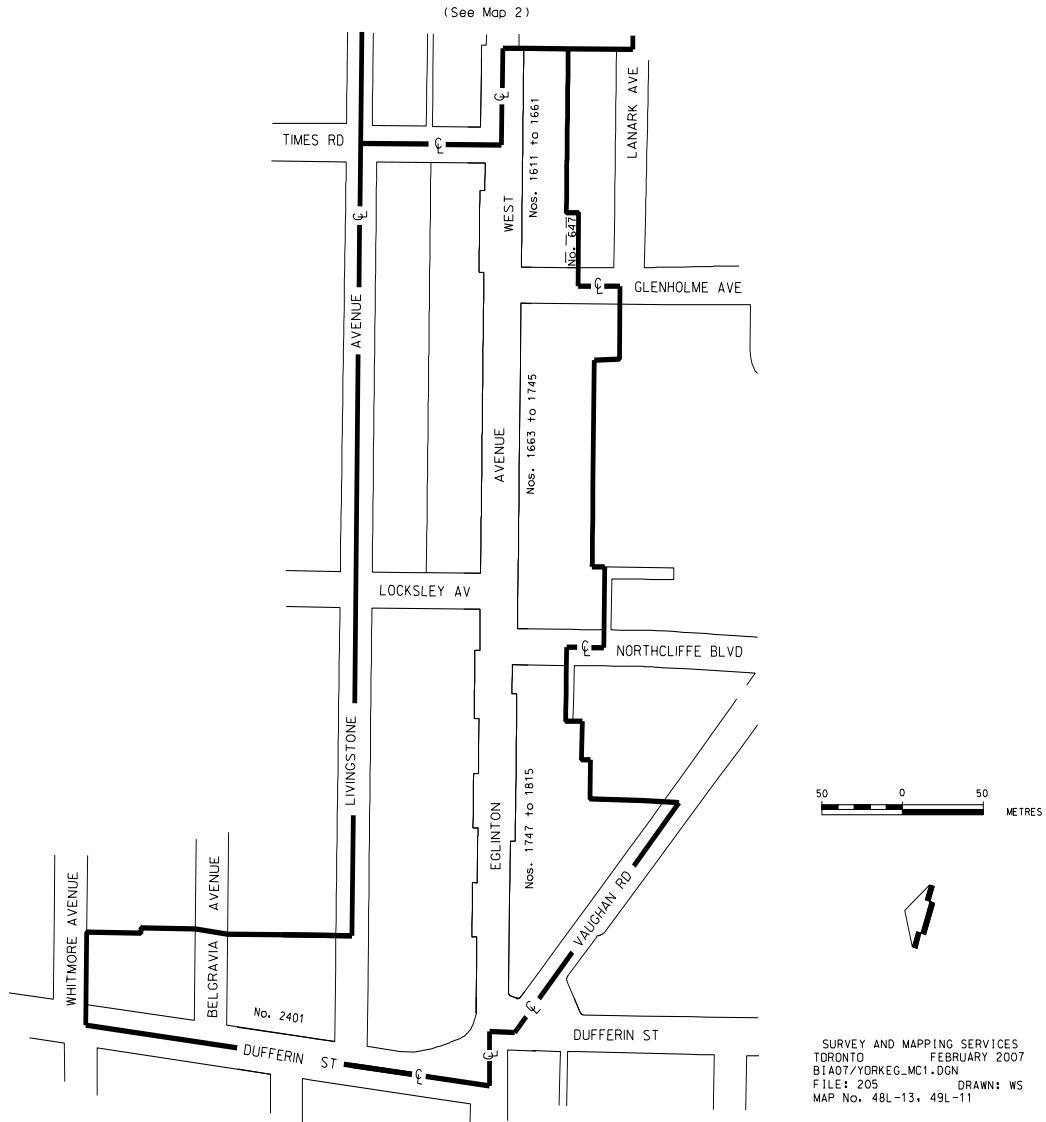 (See Map 2)
TIMES RD
WEST
Nos. 1611 to 1661
LANARK AVE
No. 647
GLENHOLME AVE
AVENUE
AVENUE
Nos. 1663 to 1745
LOCKSLEY AV
NORTHCLIFFE BLVD
LIVINGSTONE
EGLINTON
Nos. 1747 to 1815
50 0 50
METRES
VAUGHAN RD
WHITMORE AVENUE
BELGRAVIA AVENUE
No. 2401
DUFFERIN ST
DUFFERIN ST
SURVEY AND MAPPING SERVICES
TORONTO FEBRUARY 2007
BIA07/YORKEG_MC1.DGN
FILE: 205 DRAWN: WS
MAP No. 48L-13, 49L-11